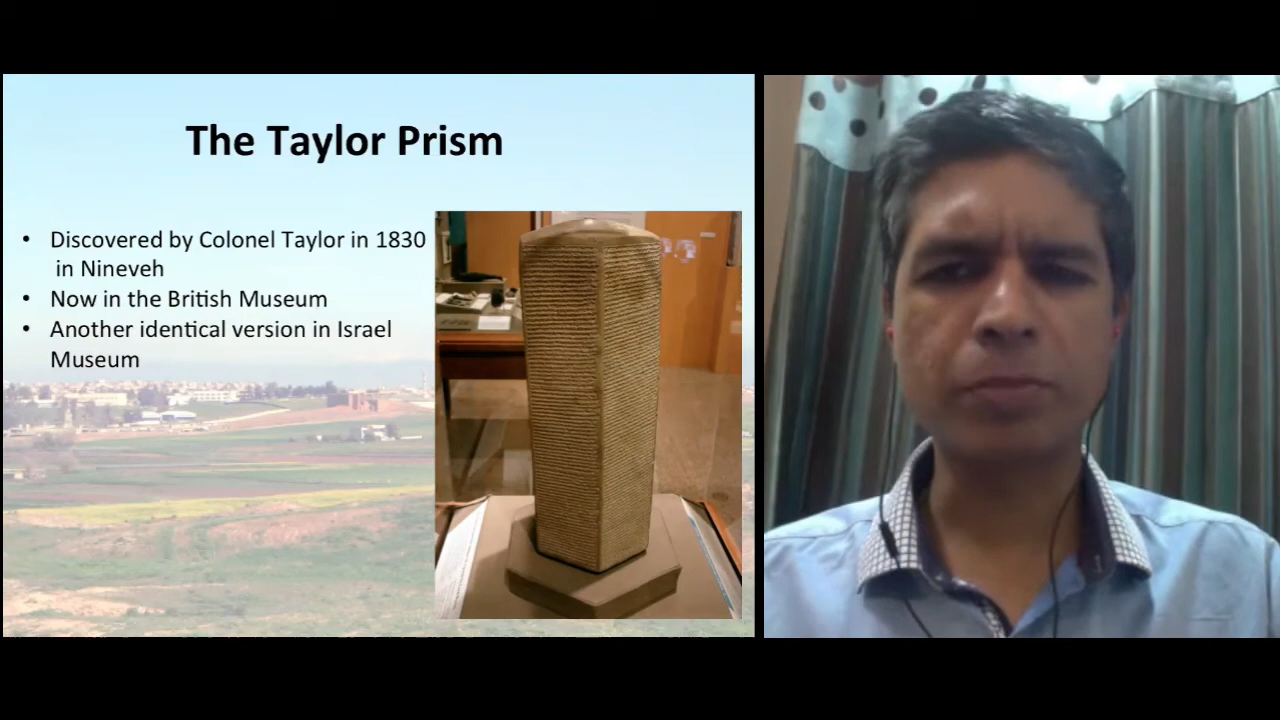 The Taylor Prism
• Discovered by Colonel Taylor in 1830
in Nineveh
• Now in the British Museum
• Another identical version in Israel
Museum